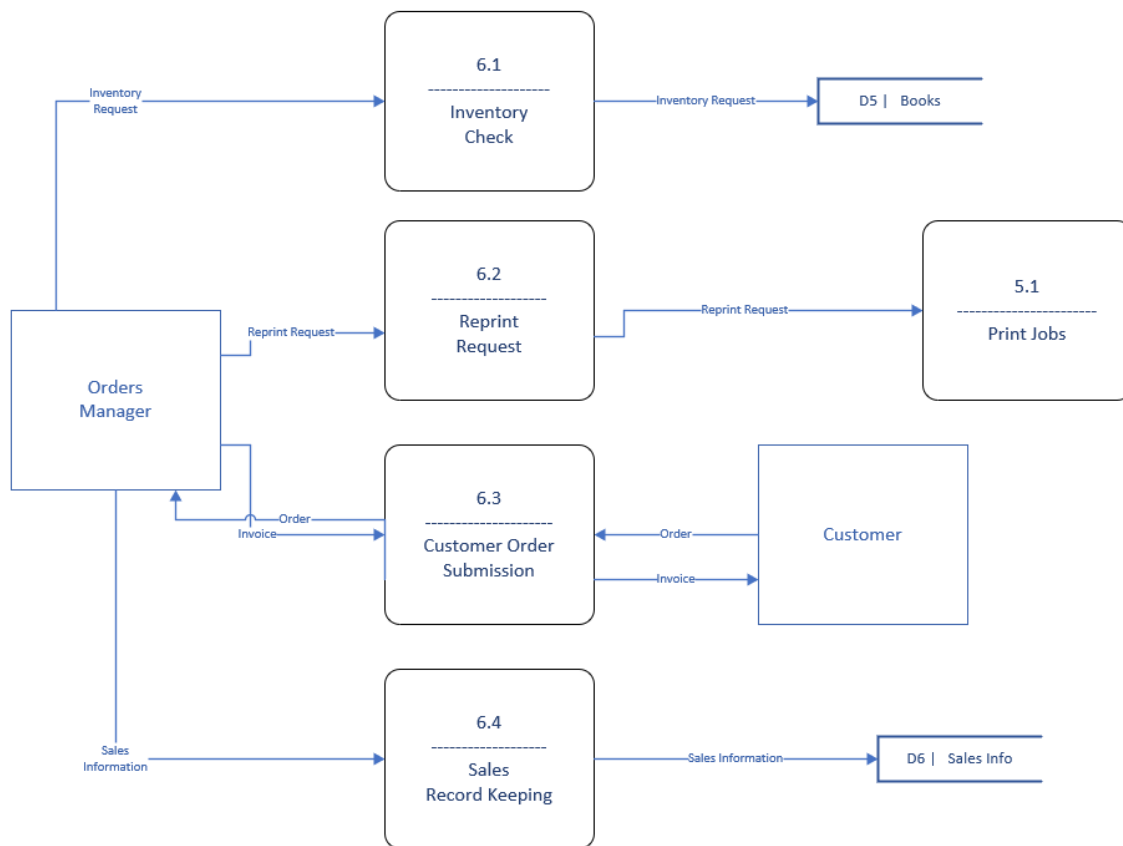 6.1
--------------------
Inventory
Check
Inventory
Request
Inventory Request
D5 | Books
6.2
-------------------
Reprint
Request
Reprint Request
Reprint Request
5.1
-----------------------
Print Jobs
Orders
Manager
6.3
---------------------
Customer Order
Submission
Order
Invoice
Order
Invoice
Customer
6.4
-------------------
Sales
Record Keeping
Sales
Information
Sales Information
D6 | Sales Info